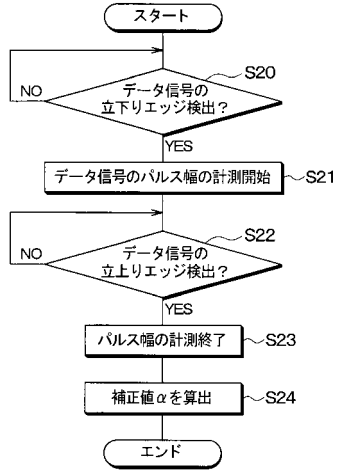 スタート
S20
データ信号の
立下りエッジ検出？
NO
YES
データ信号のパルス幅の計測開始
S21
S22
データ信号の
立上りエッジ検出？
NO
YES
パルス幅の計測終了
S23
補正値αを算出
S24
エンド